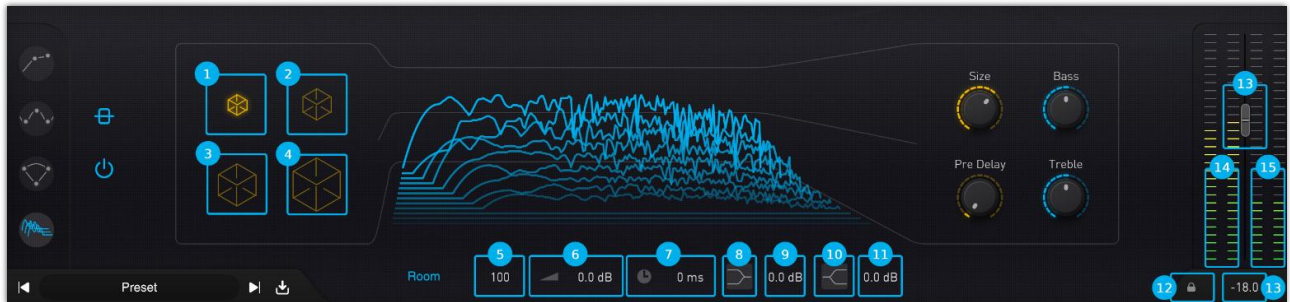 1
2
3
4
Size
Bass
Pre Delay
Treble
13
14
15
Room
5
100
6
0.0 dB
7
0 ms
8
9
0.0 dB
10
11
0.0 dB
12
-18.0
13
Preset